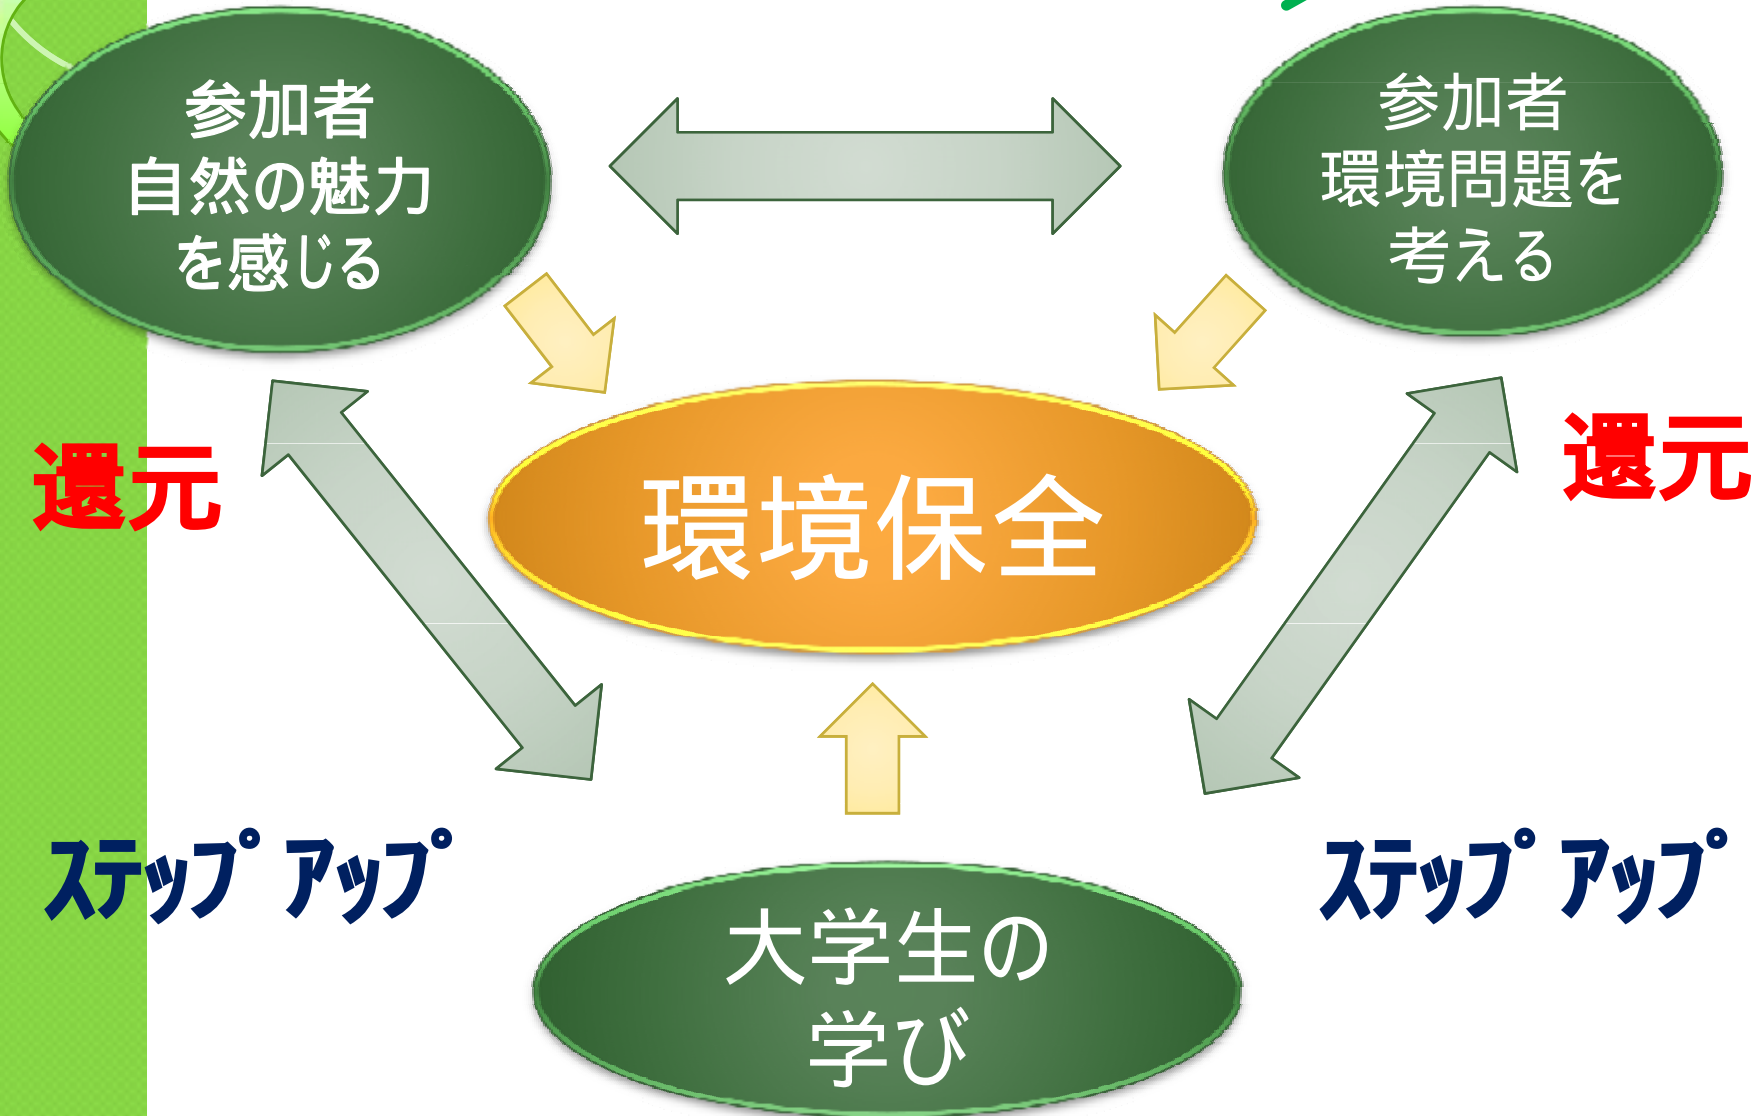 参加者
自然の魅力
を感じる
参加者
環境問題を
考える
還元
還元
環境保全
ｽﾃｯﾌﾟｱｯﾌﾟ
ｽﾃｯﾌﾟｱｯﾌﾟ
大学生の
学び